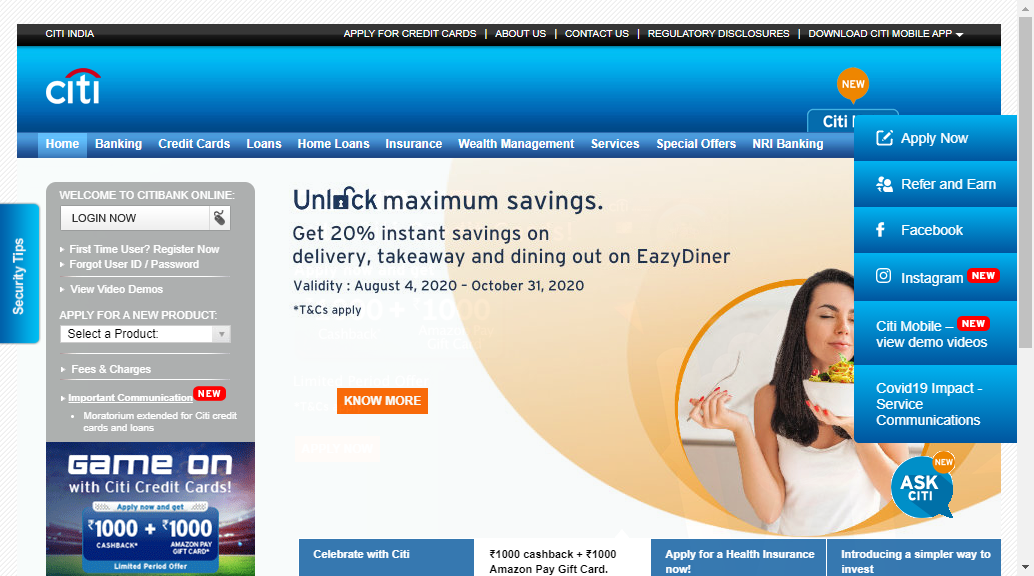 CITI INDIA
APPLY FOR CREDIT CARDS | ABOUT US | CONTACT US | REGULATORY DISCLOSURES | DOWNLOAD CITI MOBILE APP
citi
NEW
Citi
Home Banking Credit Cards Loans Home Loans Insurance Wealth Management Services Special Offers NRI Banking
Apply Now
Refer and Earn
Facebook
Instagram NEW
Citi Mobile – NEW
view demo videos
Covid19 Impact -
Service
Communications
Security Tips
WELCOME TO CITIBANK ONLINE:
LOGIN NOW
First Time User? Register Now
Forgot User ID / Password
View Video Demos
APPLY FOR A NEW PRODUCT:
Select a Product:
Fees & Charges
Important Communication NEW
Moratorium extended for Citi credit
cards and loans
GAME ON
with Citi Credit Cards!
Apply now and get
₹1000 + ₹1000
CASHBACK* AMAZON PAY
GIFT CARD*
Limited Period Offer
Unlock maximum savings.
Get 20% instant savings on
delivery, takeaway and dining out on EazyDiner
Validity : August 4, 2020 – October 31, 2020
*T&Cs apply
KNOW MORE
NEW
ASK
CITI
Celebrate with Citi
₹1000 cashback + ₹1000
Amazon Pay Gift Card.
Apply for a Health Insurance
now!
Introducing a simpler way to
invest